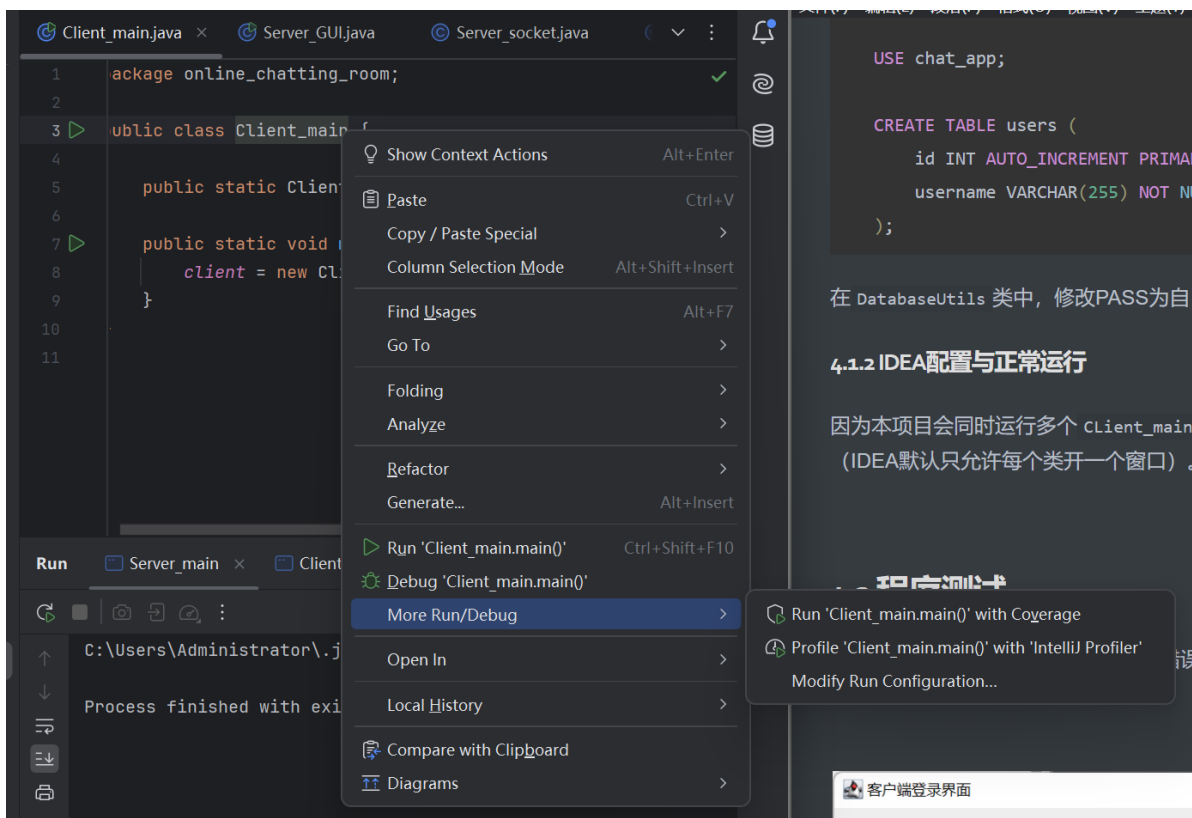 Client_main.java
Server_GUI.java
Server_socket.java
1 ackage online_chatting_room;
2
3 ublic class Client_main {
4
5 public static Client
6
7 public static void
8 client = new Cl
9 }
10
11
Show Context Actions Alt+Enter
Paste Ctrl+V
Copy / Paste Special
Column Selection Mode Alt+Shift+Insert
Find Usages Alt+F7
Go To
Folding
Analyze
Refactor
Generate... Alt+Insert
Run 'Client_main.main()' Ctrl+Shift+F10
Debug 'Client_main.main()'
More Run/Debug
Open In
Local History
Compare with Clipboard
Diagrams
Run 'Client_main.main()' with Coverage
Profile 'Client_main.main()' with 'IntelliJ Profiler'
Modify Run Configuration...
Run Server_main Client
C:\Users\Administrator\.j
Process finished with exi
USE chat_app;
CREATE TABLE users (
id INT AUTO_INCREMENT PRIMA
username VARCHAR(255) NOT NU
);
在 DatabaseUtils 类中，修改PASS为自
4.1.2 IDEA配置与正常运行
因为本项目会同时运行多个 CLient_main
（IDEA默认只允许每个类开一个窗口）。
程序测试
客户端登录界面